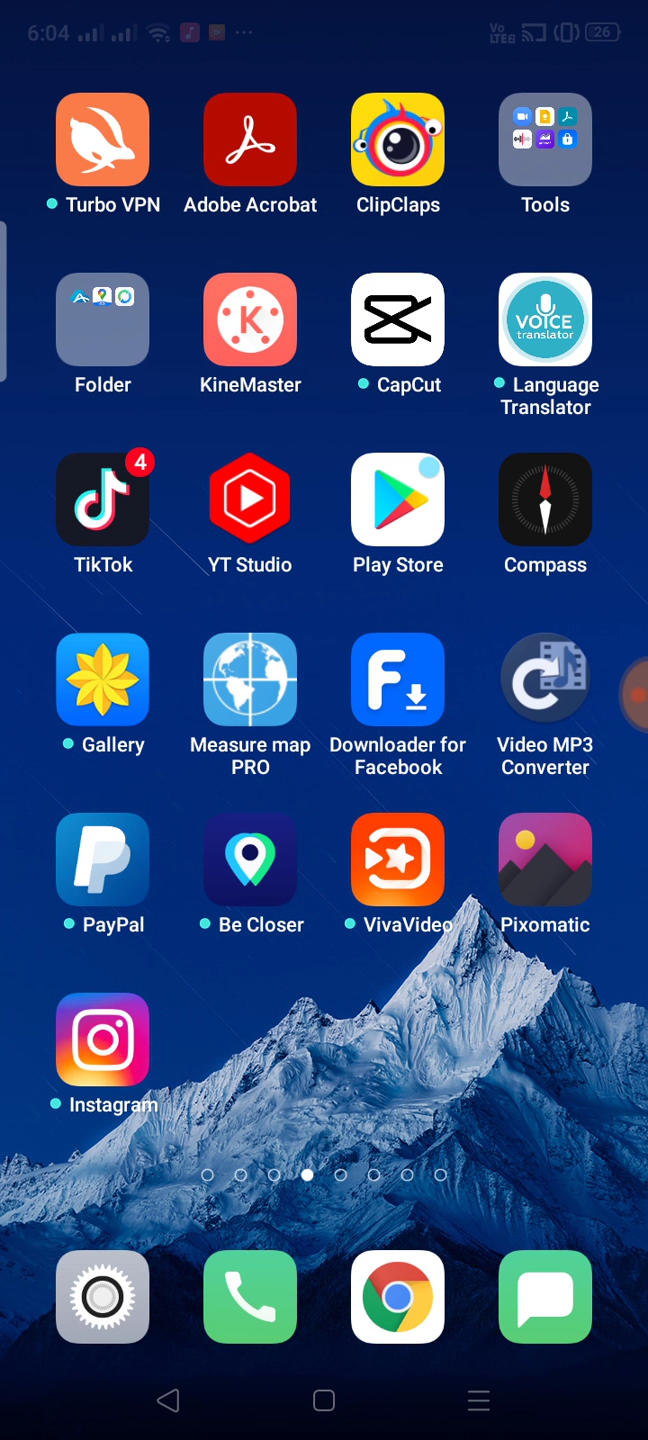 6:04
Vo
LTE
26
Turbo VPN
Adobe Acrobat
ClipClaps
Tools
K
VOICE
translator
Folder
KineMaster
CapCut
Language
Translator
4
TikTok
YT Studio
Play Store
Compass
Gallery
Measure map
PRO
Downloader for
Facebook
Video MP3
Converter
PayPal
Be Closer
VivaVideo
Pixomatic
Instagram